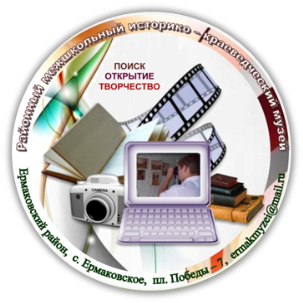 Районный межшкольный историко – краеведческий музей
ПОИСК
ОТКРЫТИЕ
ТВОРЧЕСТВО
CAMERA
Ермаковский район, с. Ермаковское, пл. Победы –7, ermakmyzei@mail.ru